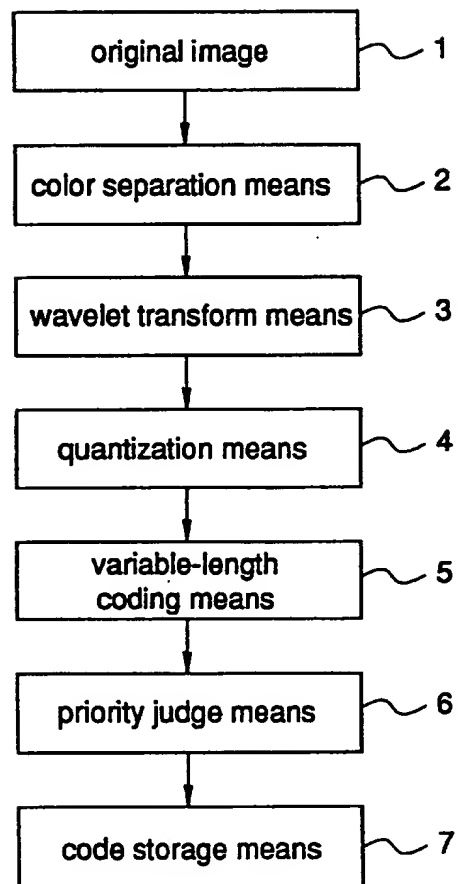 original image 1
color separation means 2
wavelet transform means 3
quantization means 4
variable-length
coding means 5
priority judge means 6
code storage means 7